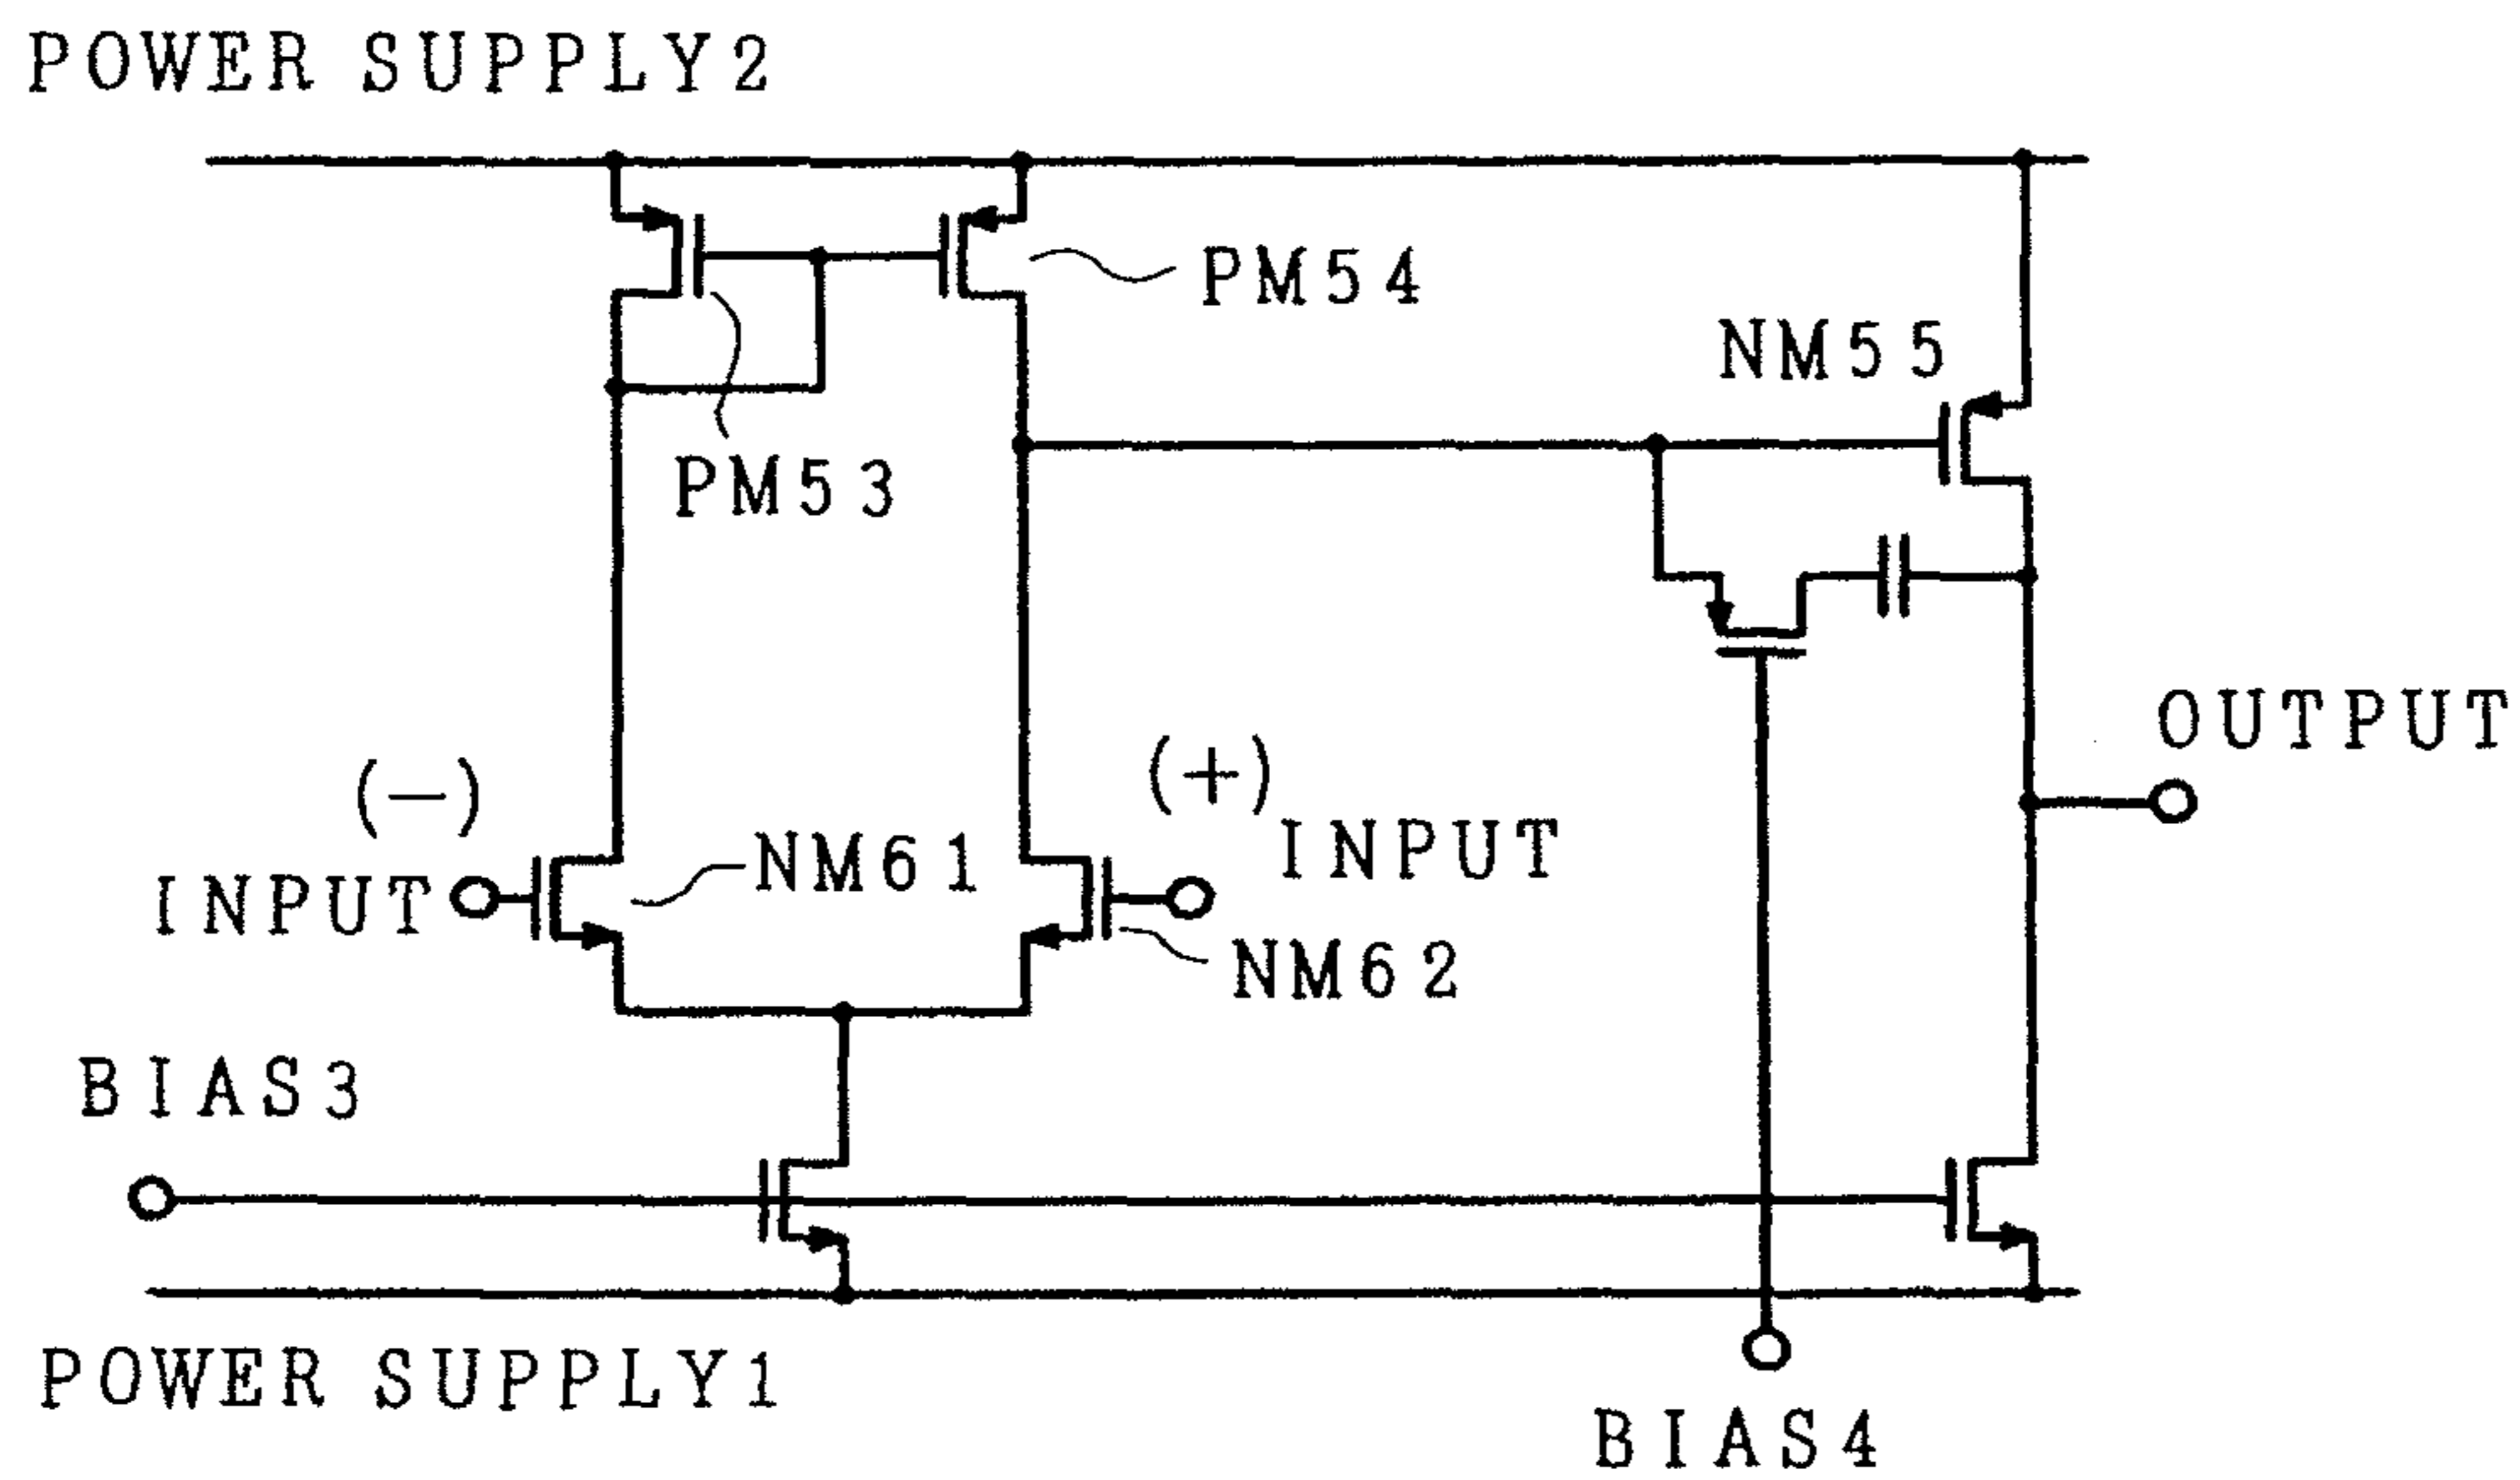 POWER SUPPLY2
PM54
NM55
PM53
OUTPUT
(-)
(+)
NM61
INPUT
INPUT
NM62
BIAS3
POWER SUPPLY1
BIAS4